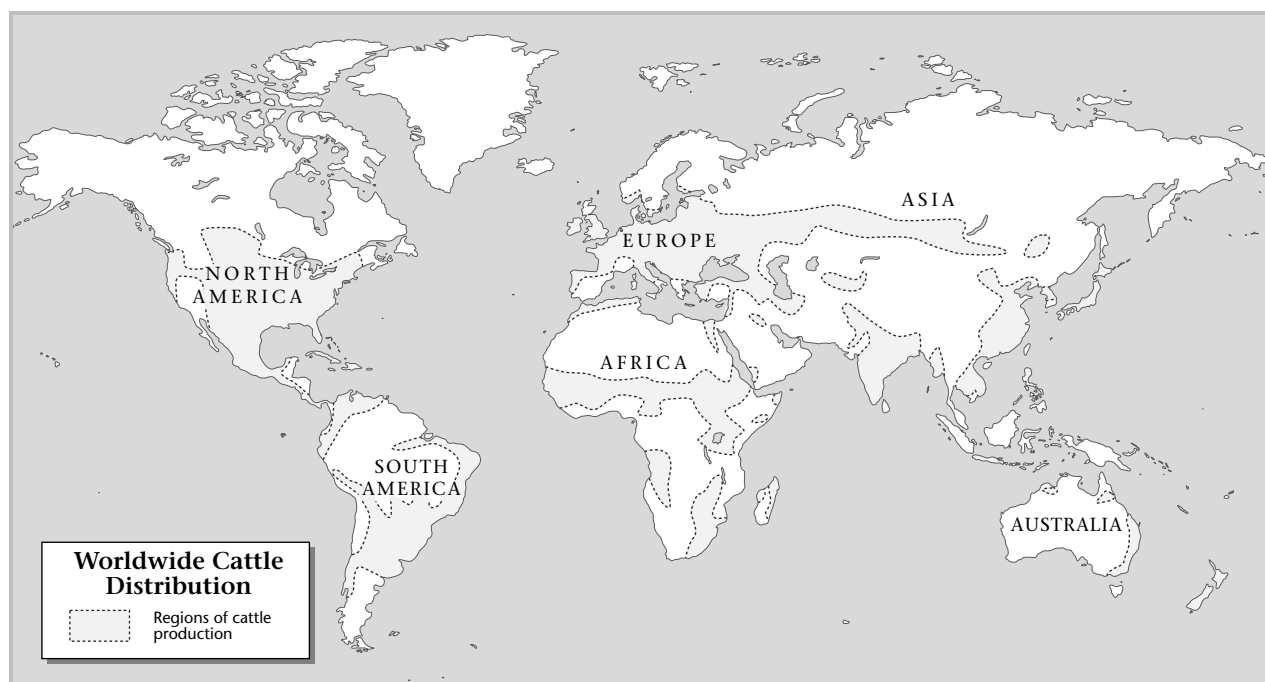 ASIA
EUROPE
NORTH
AMERICA
AFRICA
SOUTH
AMERICA
AUSTRALIA
Worldwide Cattle
Distribution
Regions of cattle
production